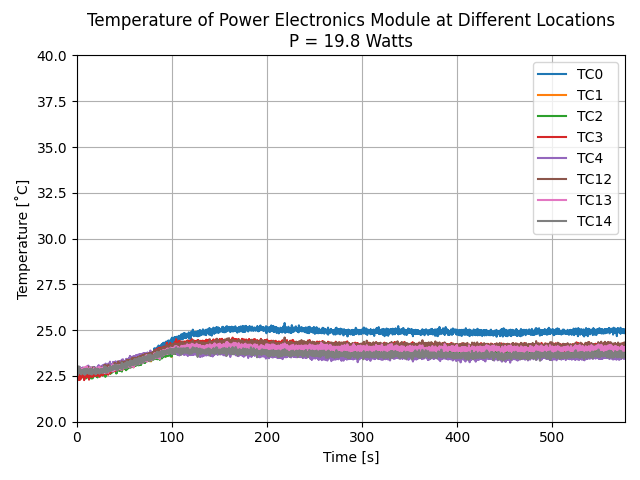 Temperature of Power Electronics Module at Different Locations
P = 19.8 Watts
40.0
37.5
35.0
32.5
30.0
27.5
25.0
22.5
20.0
Temperature [˚C]
TC0
TC1
TC2
TC3
TC4
TC12
TC13
TC14
0 100 200 300 400 500
Time [s]